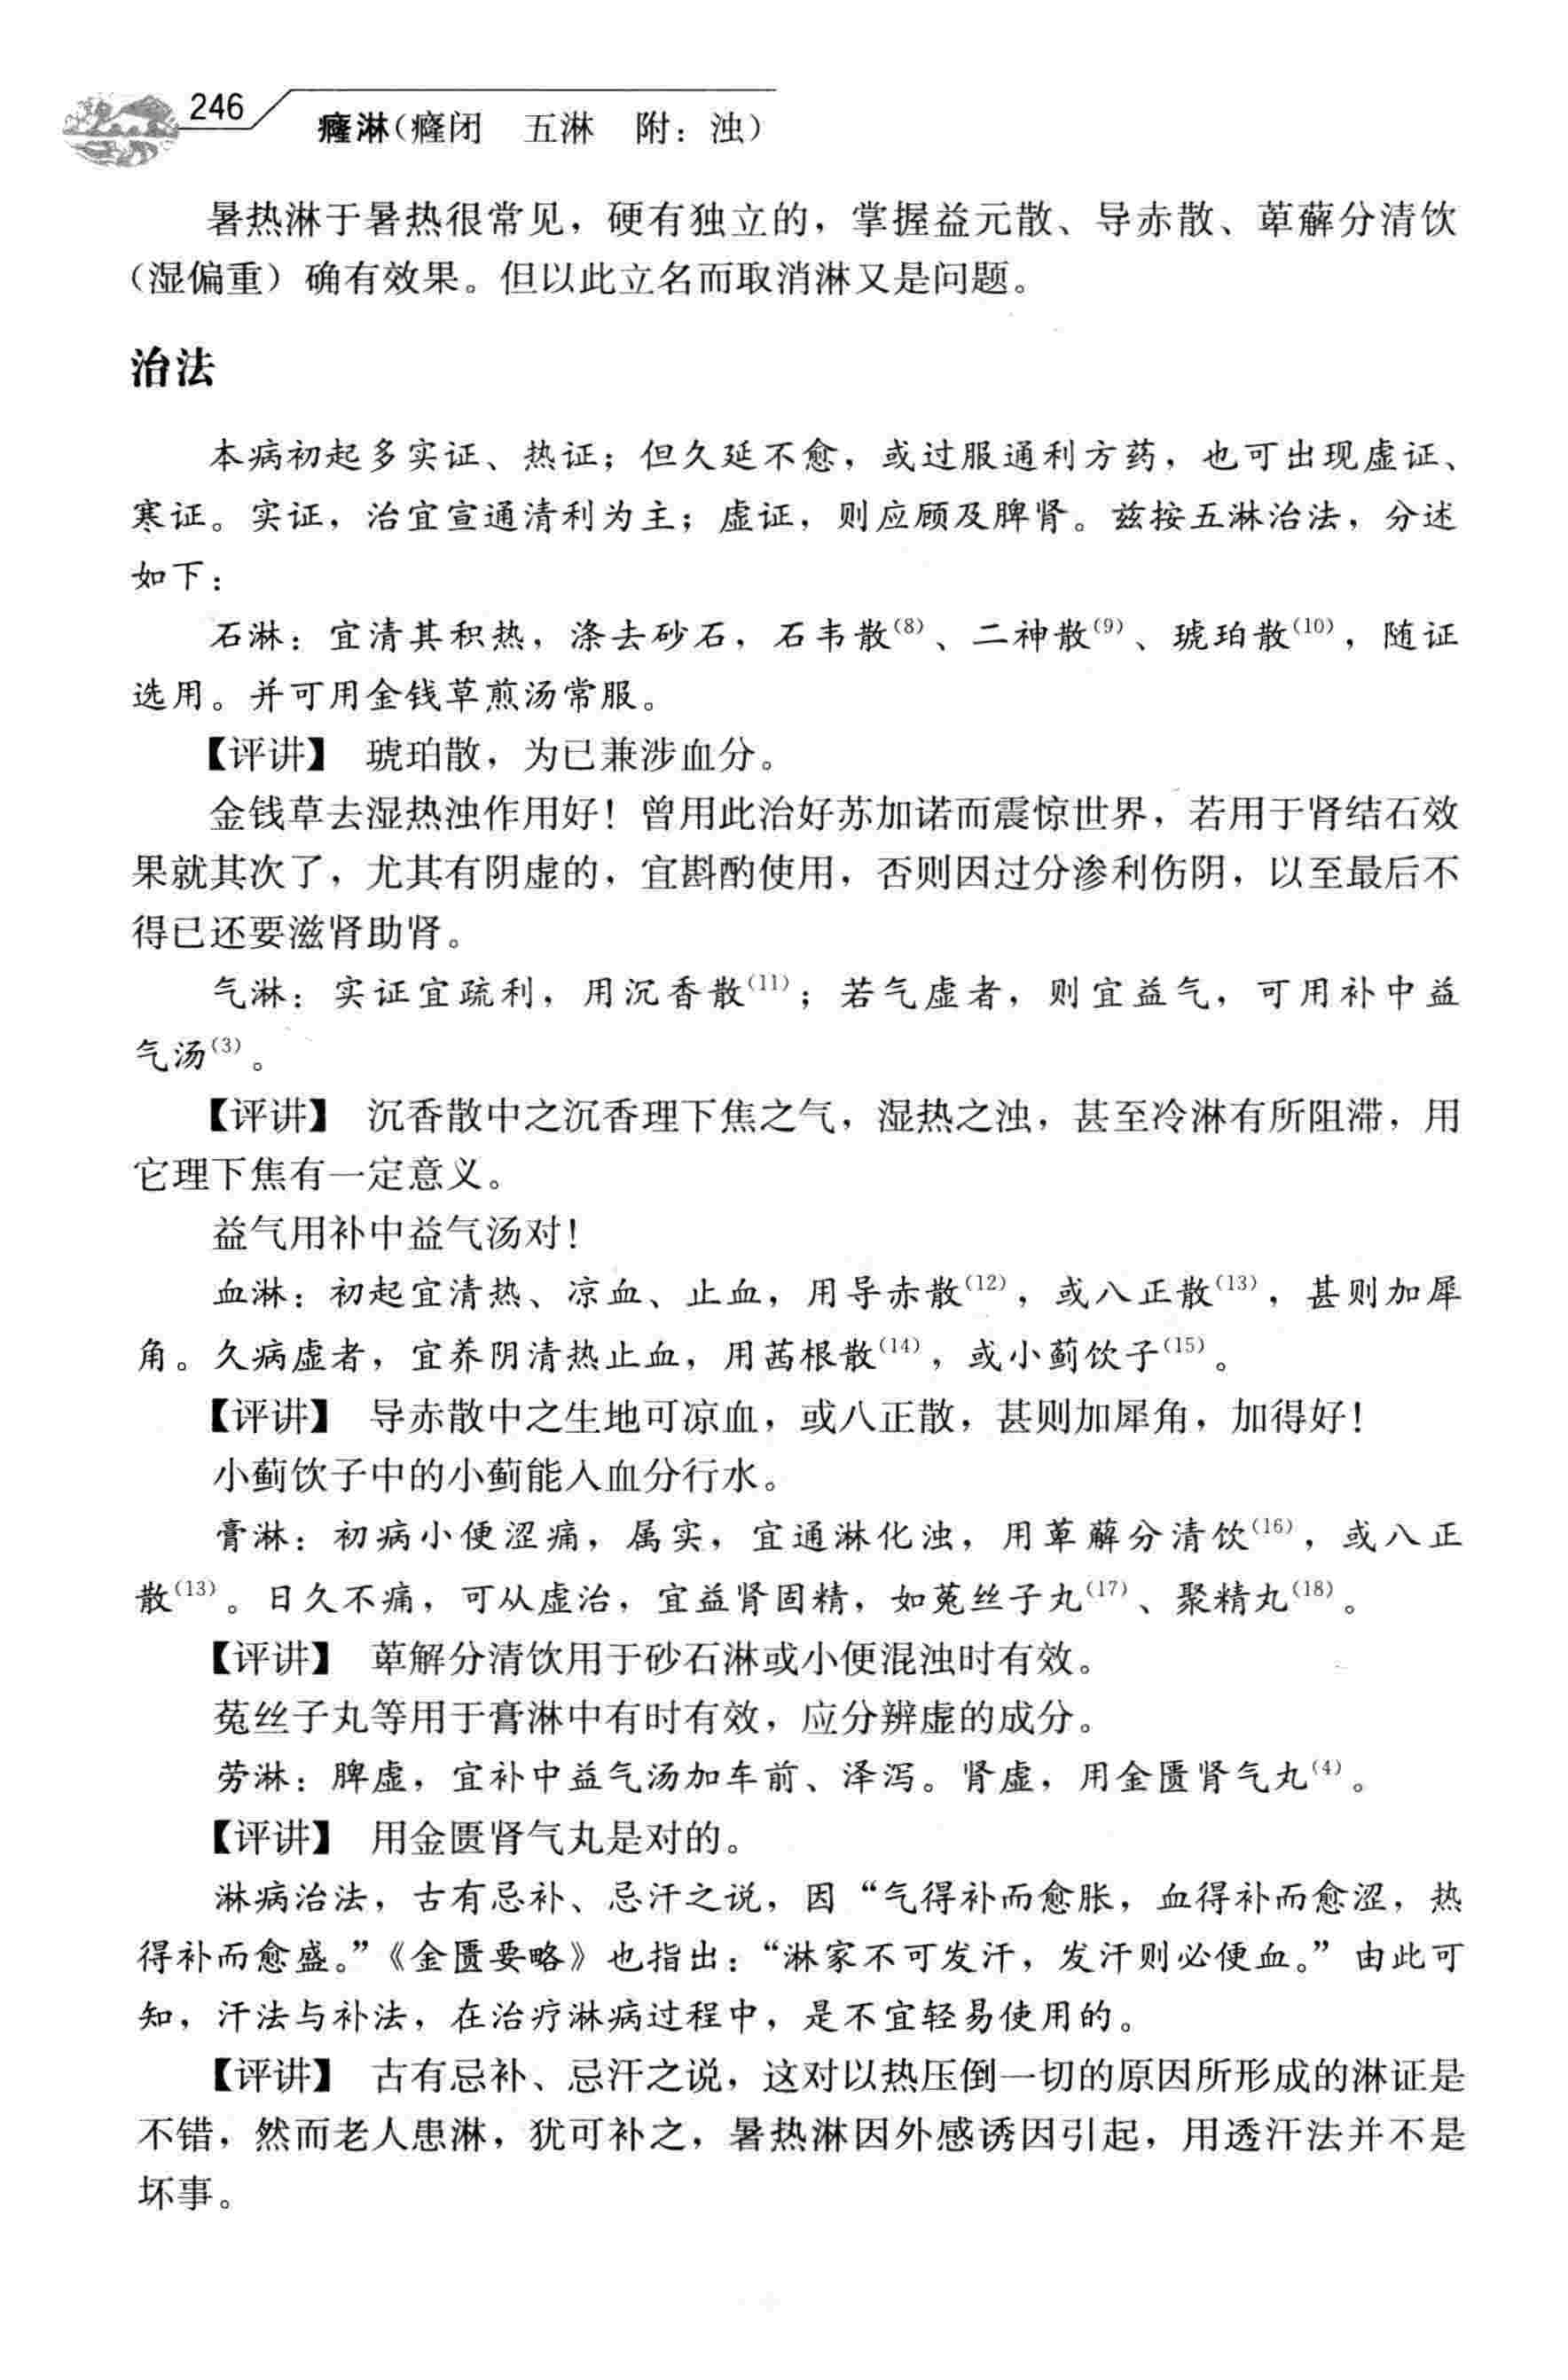 246
癃淋(癃闭 五淋 附：浊)
暑热淋于暑热很常见，硬有独立的，掌握益元散、导赤散、萆薢分清饮
（湿偏重）确有效果。但以此立名而取消淋又是问题。
治法
本病初起多实证、热证；但久延不愈，或过服通利方药，也可出现虚证、
寒证。实证，治宜宣通清利为主；虚证，则应顾及脾肾。兹按五淋治法，分述
如下：
石淋：宜清其积热，涤去砂石，石韦散(8)、二神散(9)、琥珀散(10)，随证
选用。并可用金钱草煎汤常服。
【评讲】 琥珀散，为已兼涉血分。
金钱草去湿热浊作用好！曾用此治好苏加诺而震惊世界，若用于肾结石效
果就其次了，尤其有阴虚的，宜斟酌使用，否则因过分渗利伤阴，以至最后不
得已还要滋肾助肾。
气淋：实证宜疏利，用沉香散(11)；若气虚者，则宜益气，可用补中益
气汤(3)。
【评讲】 沉香散中之沉香理下焦之气，湿热之浊，甚至冷淋有所阻滞，用
它理下焦有一定意义。
益气用补中益气汤对！
血淋：初起宜清热、凉血、止血，用导赤散(12)，或八正散(13)，甚则加犀
角。久病虚者，宜养阴清热止血，用茜根散(14)，或小蓟饮子(15)。
【评讲】 导赤散中之生地可凉血，或八正散，甚则加犀角，加得好！
小蓟饮子中的小蓟能入血分行水。
膏淋：初病小便涩痛，属实，宜通淋化浊，用萆薢分清饮(16)，或八正
散(13)。日久不痛，可从虚治，宜益肾固精，如菟丝子丸(17)、聚精丸(18)。
【评讲】 萆解分清饮用于砂石淋或小便混浊时有效。
菟丝子丸等用于膏淋中有时有效，应分辨虚的成分。
劳淋：脾虚，宜补中益气汤加车前、泽泻。肾虚，用金匮肾气丸(4)。
【评讲】 用金匮肾气丸是对的。
淋病治法，古有忌补、忌汗之说，因“气得补而愈胀，血得补而愈涩，热
得补而愈盛。”《金匮要略》也指出：“淋家不可发汗，发汗则必便血。”由此可
知，汗法与补法，在治疗淋病过程中，是不宜轻易使用的。
【评讲】 古有忌补、忌汗之说，这对以热压倒一切的原因所形成的淋证是
不错，然而老人患淋，犹可补之，暑热淋因外感诱因引起，用透汗法并不是
坏事。